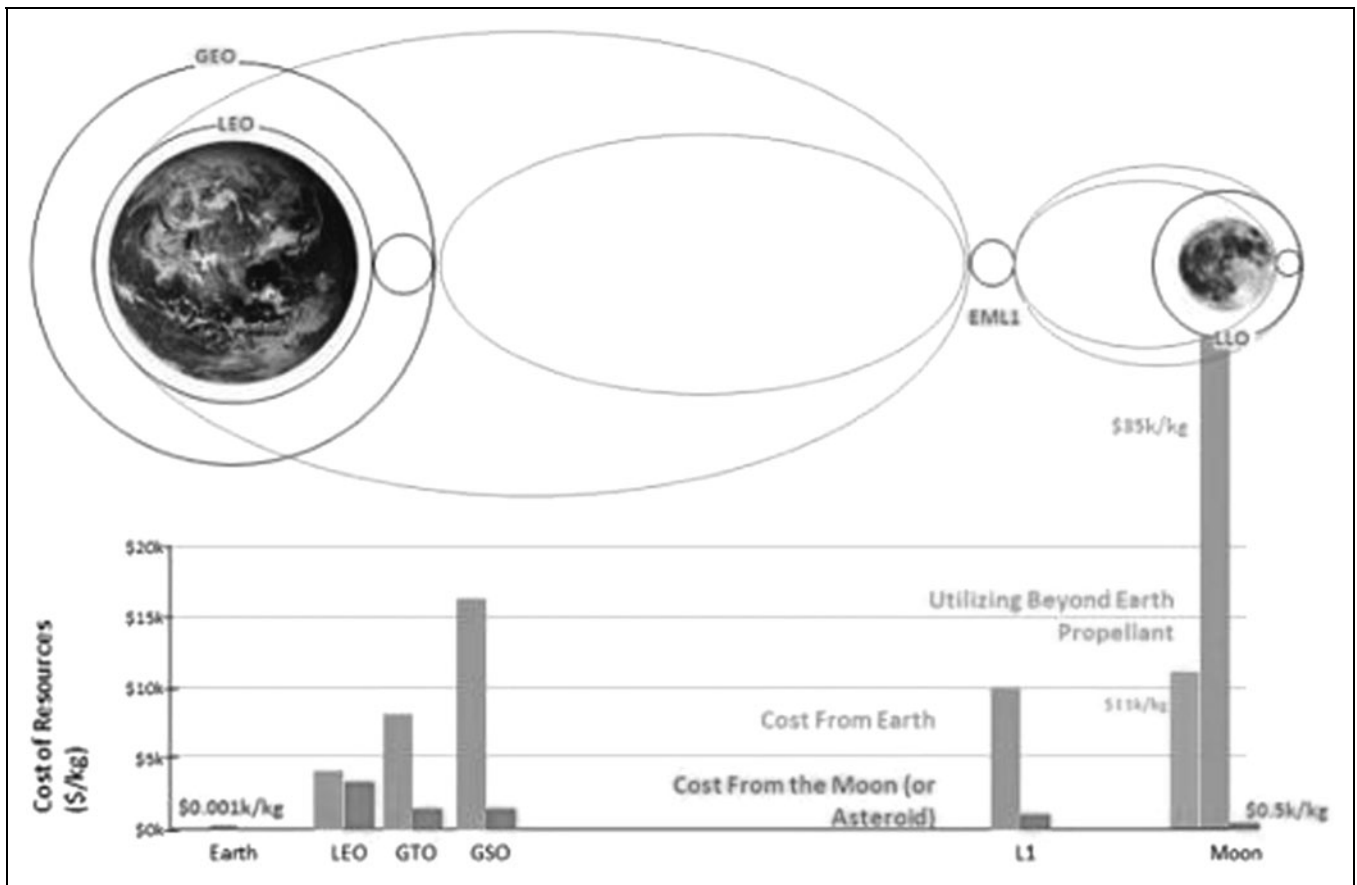 GEO
LEO
EML1
LLO
$35k/kg
$20k
Utilizing Beyond Earth
$15k
Propellant
$10k
$11k/kg
Cost From Earth
$5k
Cost From the Moon (or
Asteroid)
$0.001k/kg
$0.5k/kg
$0k
Cost of Resources
($/kg)
Earth
LEO
GTO
GSO
L1
Moon